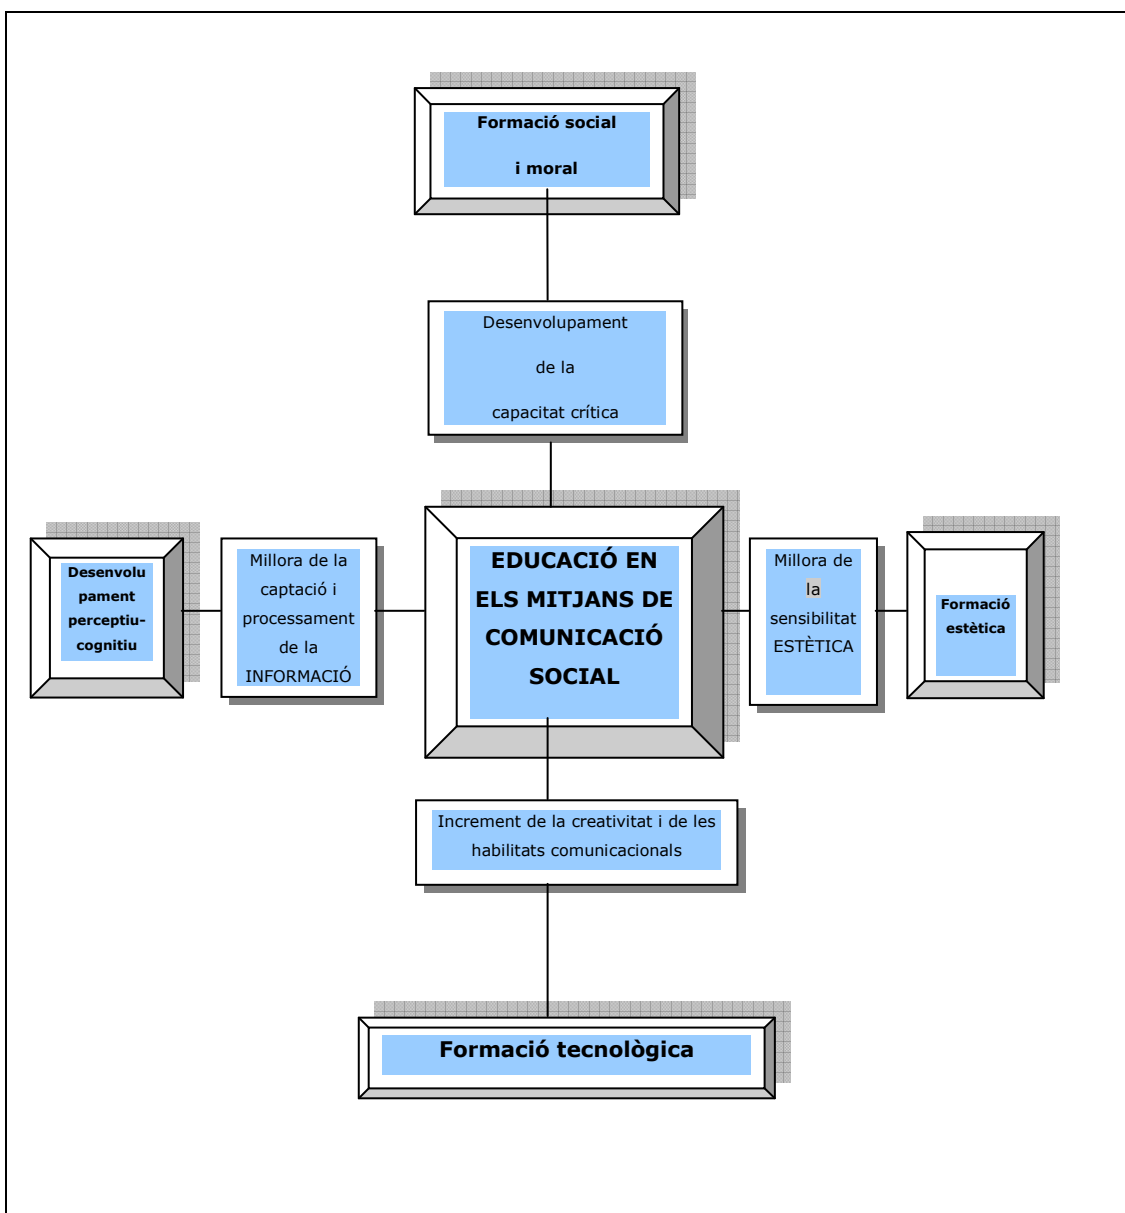 Formació social
i moral
Desenvolupament
de la
capacitat crítica
Desenvolu
pament
perceptiu-
cognitiu
Millora de la
captació i
processament
de la
INFORMACIÓ
EDUCACIÓ EN
ELS MITJANS DE
COMUNICACIÓ
SOCIAL
Millora de
la
sensibilitat
ESTÈTICA
Formació
estètica
Increment de la creativitat i de les
habilitats comunicacionals
Formació tecnològica